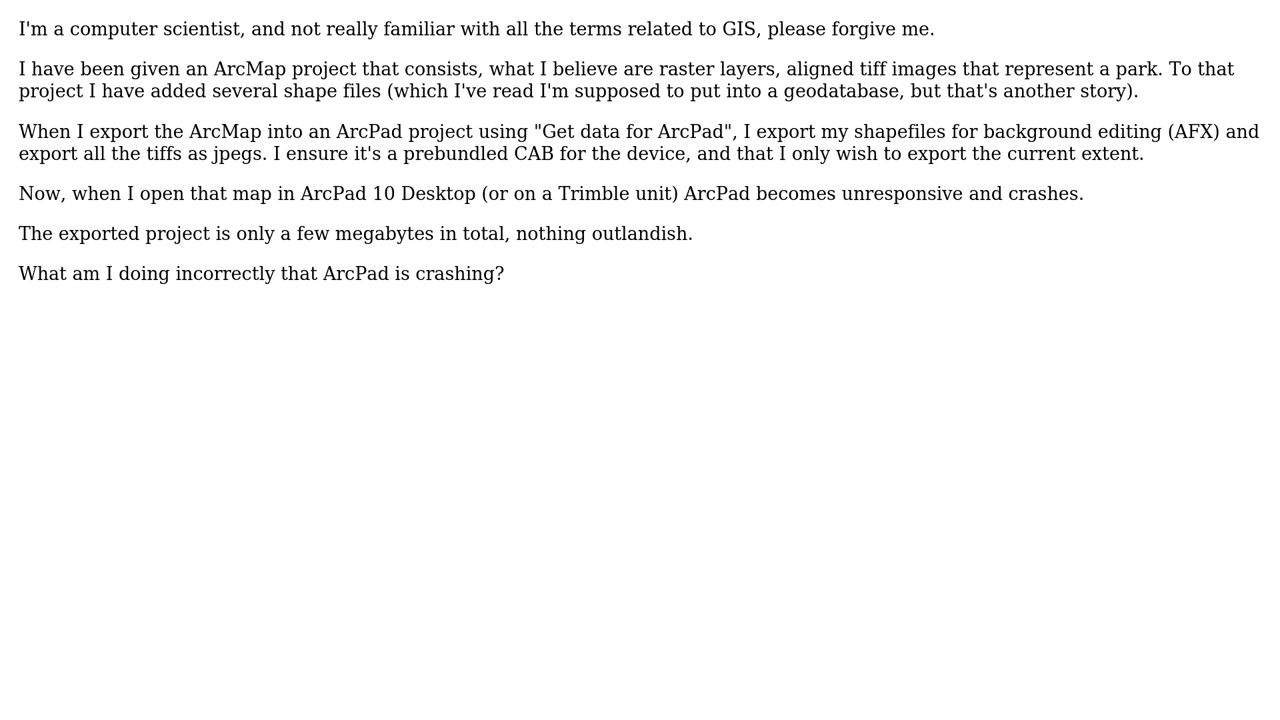 I'm a computer scientist, and not really familiar with all the terms related to GIS, please forgive me.
I have been given an ArcMap project that consists, what I believe are raster layers, aligned tiff images that represent a park. To that
project I have added several shape files (which I've read I'm supposed to put into a geodatabase, but that's another story).
When I export the ArcMap into an ArcPad project using "Get data for ArcPad", I export my shapefiles for background editing (AFX) and
export all the tiffs as jpegs. I ensure it's a prebundled CAB for the device, and that I only wish to export the current extent.
Now, when I open that map in ArcPad 10 Desktop (or on a Trimble unit) ArcPad becomes unresponsive and crashes.
The exported project is only a few megabytes in total, nothing outlandish.
What am I doing incorrectly that ArcPad is crashing?